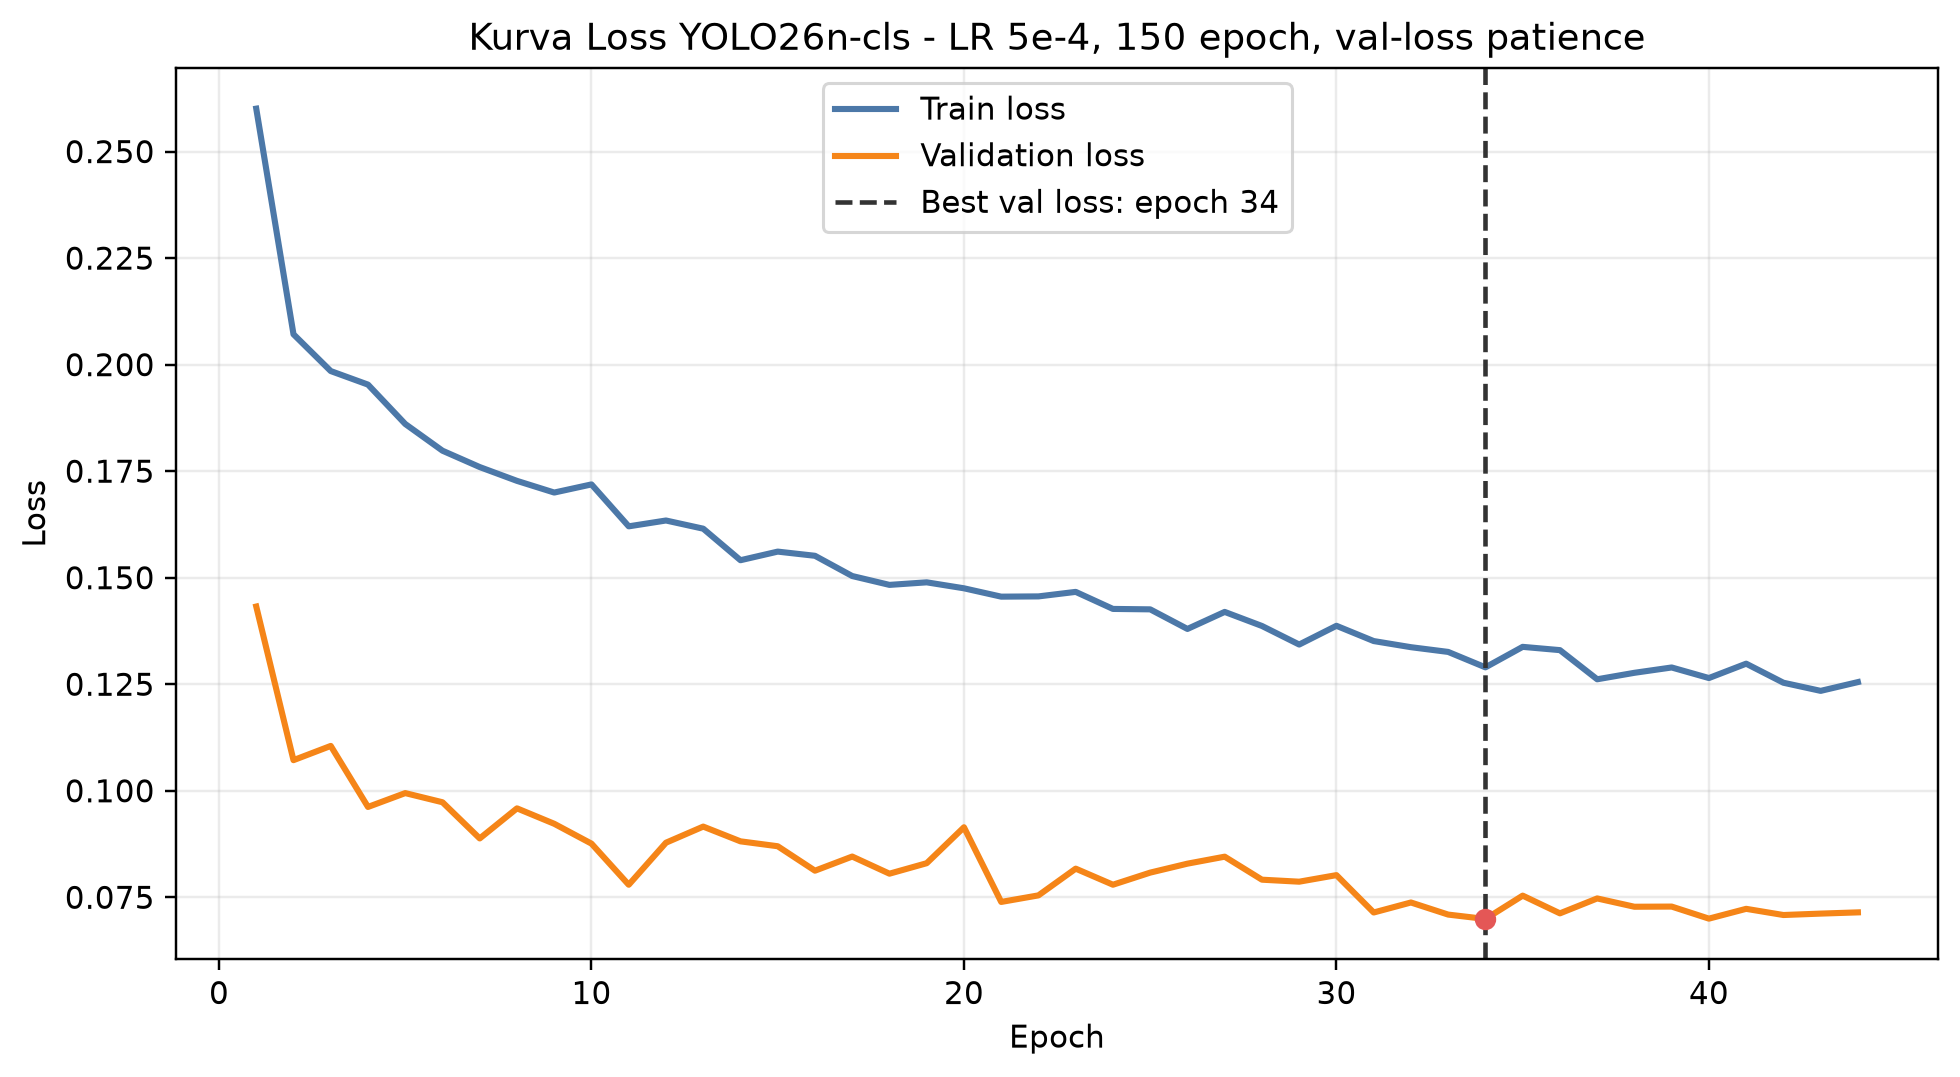 Kurva Loss YOLO26n-cls - LR 5e-4, 150 epoch, val-loss patience
Train loss
Validation loss
Best val loss: epoch 34
0.250
0.225
0.200
0.175
0.150
0.125
0.100
0.075
Loss
0 10 20 30 40
Epoch